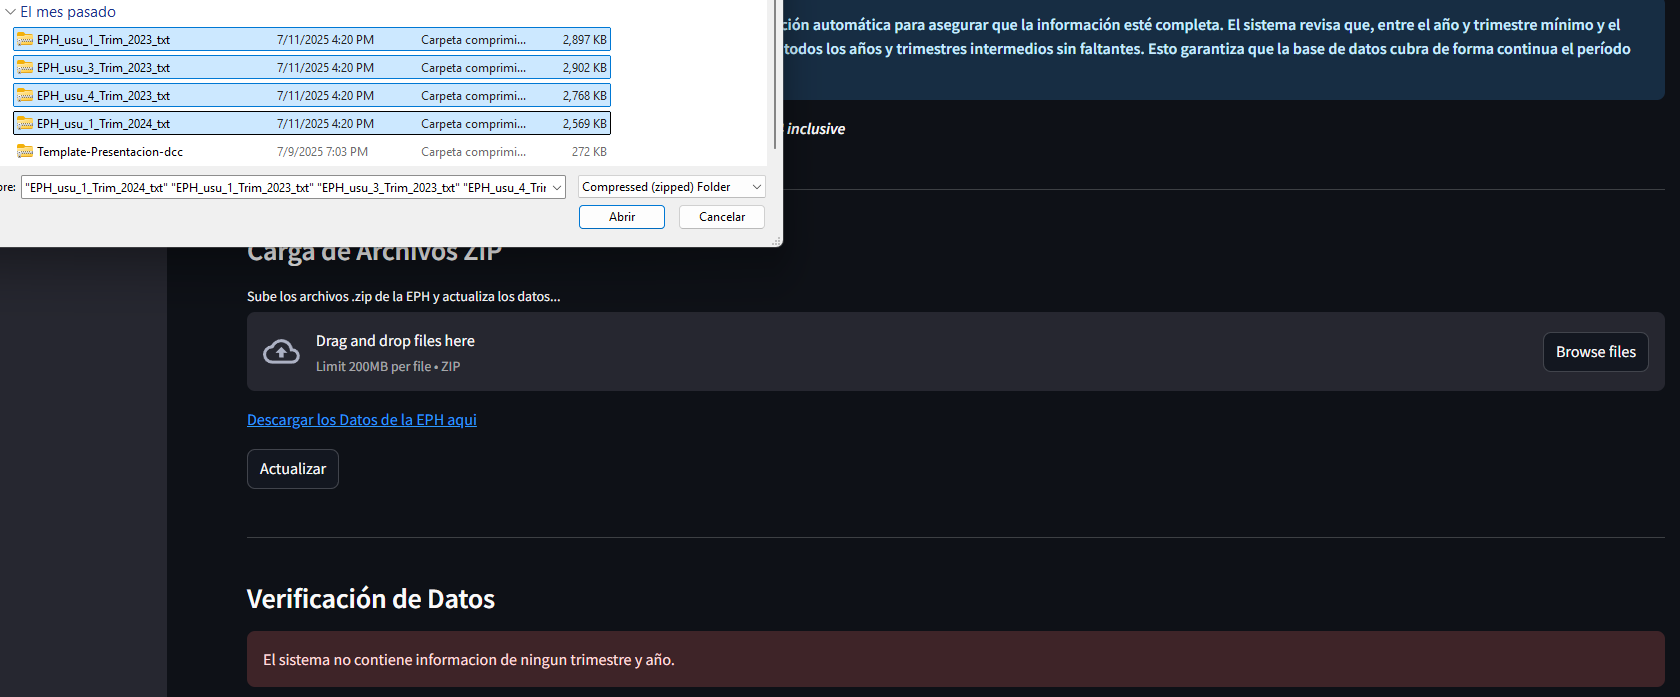 El mes pasado
EPH_usu_1_Trim_2023_txt 7/11/2025 4:20 PM Carpeta comprimi... 2,897 KB
EPH_usu_3_Trim_2023_txt 7/11/2025 4:20 PM Carpeta comprimi... 2,902 KB
EPH_usu_4_Trim_2023_txt 7/11/2025 4:20 PM Carpeta comprimi... 2,768 KB
EPH_usu_1_Trim_2024_txt 7/11/2025 4:20 PM Carpeta comprimi... 2,569 KB
Template-Presentacion-dcc 7/9/2025 7:03 PM Carpeta comprimi... 272 KB
bre: "EPH_usu_1_Trim_2024_txt" "EPH_usu_1_Trim_2023_txt" "EPH_usu_3_Trim_2023_txt" "EPH_usu_4_Tri Compressed (zipped) Folder
Abrir Cancelar
ción automática para asegurar que la información esté completa. El sistema revisa que, entre el año y trimestre mínimo y el
todos los años y trimestres intermedios sin faltantes. Esto garantiza que la base de datos cubra de forma continua el período
inclusive
Carga de Archivos ZIP
Sube los archivos .zip de la EPH y actualiza los datos...
Drag and drop files here
Limit 200MB per file • ZIP
Browse files
Descargar los Datos de la EPH aqui
Actualizar
Verificación de Datos
El sistema no contiene informacion de ningun trimestre y año.